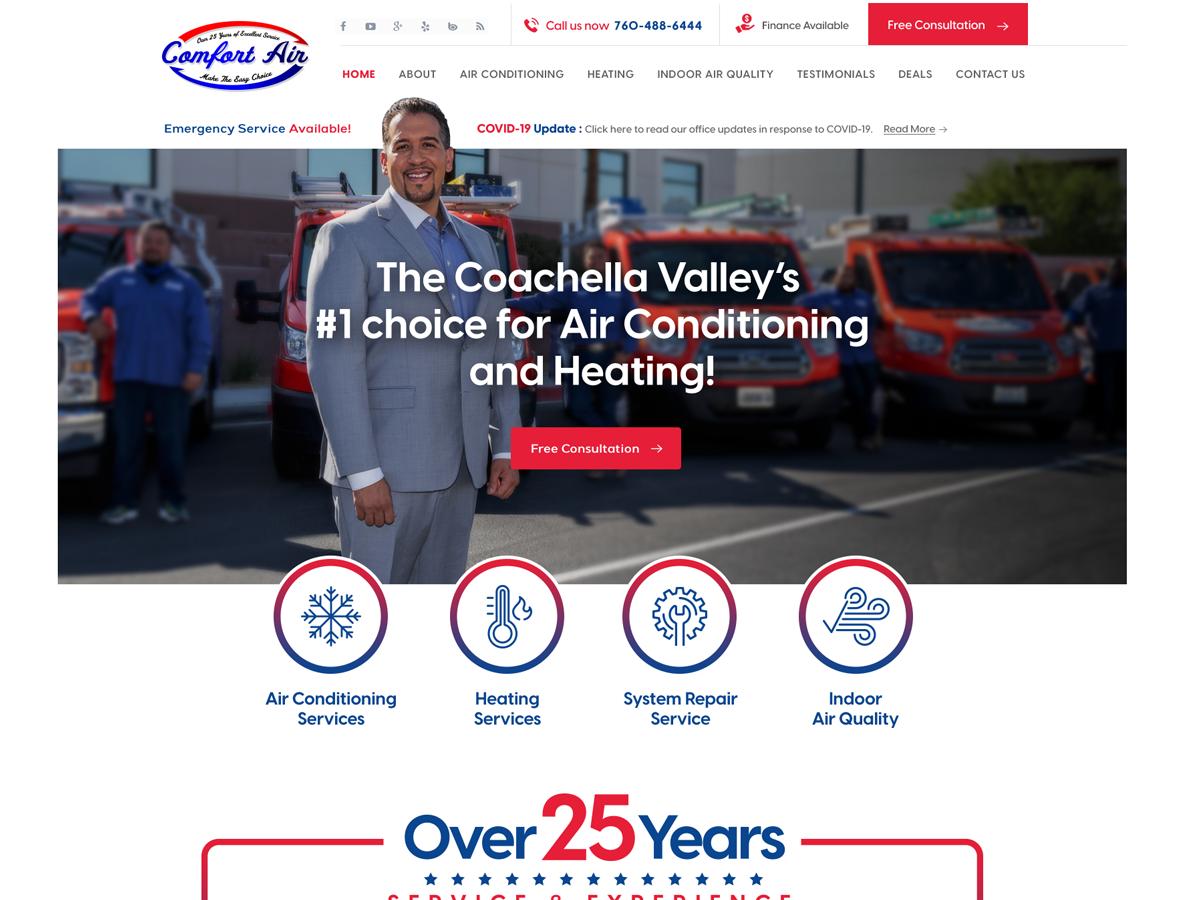 Over 25 Years of Excellent Service
Comfort Air
Make The Easy Choice
Call us now 760-488-6444
Finance Available
Free Consultation
HOME ABOUT AIR CONDITIONING HEATING INDOOR AIR QUALITY TESTIMONIALS DEALS CONTACT US
Emergency Service Available!
COVID-19 Update : Click here to read our office updates in response to COVID-19. Read More
The Coachella Valley's
#1 choice for Air Conditioning
and Heating!
Free Consultation
Air Conditioning
Services
Heating
Services
System Repair
Service
Indoor
Air Quality
Over 25 Years
SERVICE & EXPERIENCE